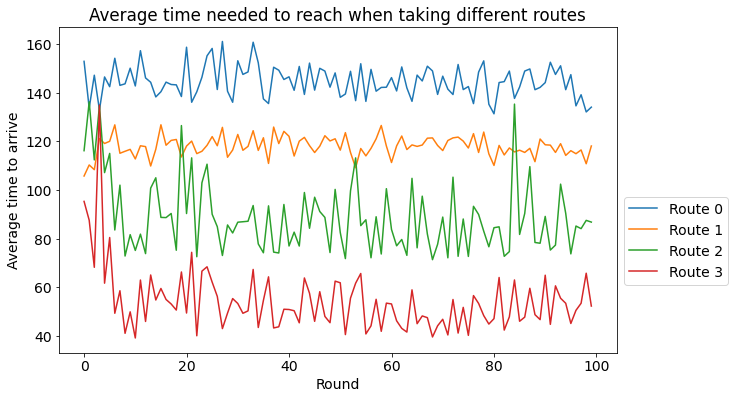 Average time needed to reach when taking different routes
Average time to arrive
160
140
120
100
80
60
40
0 20 40 60 80 100
Round
Route 0
Route 1
Route 2
Route 3